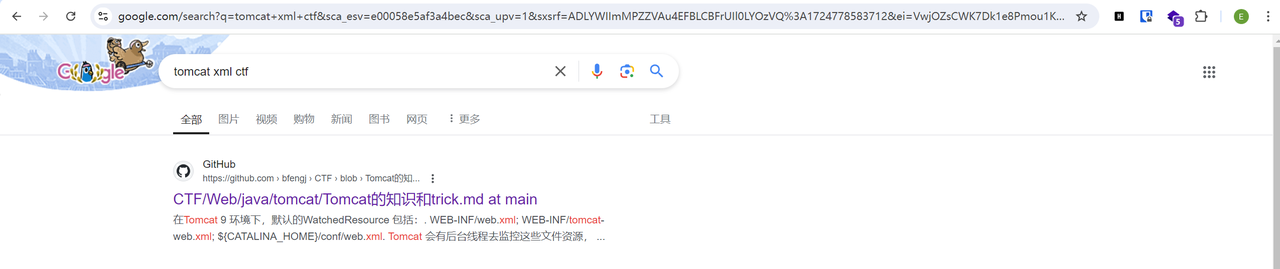 google.com/search?q=tomcat+xml+ctf&sca_esv=e00058e5af3a4bec&sca_upv=1&sxsrf=ADLYWIImMPZZVAu4EFBLCBFrUIl0LYOzVQ%3A1724778583712&ei=VwjOZsCWK7Dk1e8Pmou1K...
H
5
E
Google
tomcat xml ctf
全部 图片 视频 购物 新闻 图书 网页 更多 工具
GitHub
https://github.com › bfengj › CTF › blob › Tomcat的知...
CTF/Web/java/tomcat/Tomcat的知识和trick.md at main
在Tomcat 9 环境下，默认的WatchedResource 包括：. WEB-INF/web.xml; WEB-INF/tomcat-
web.xml; ${CATALINA_HOME}/conf/web.xml. Tomcat 会有后台线程去监控这些文件资源， ...